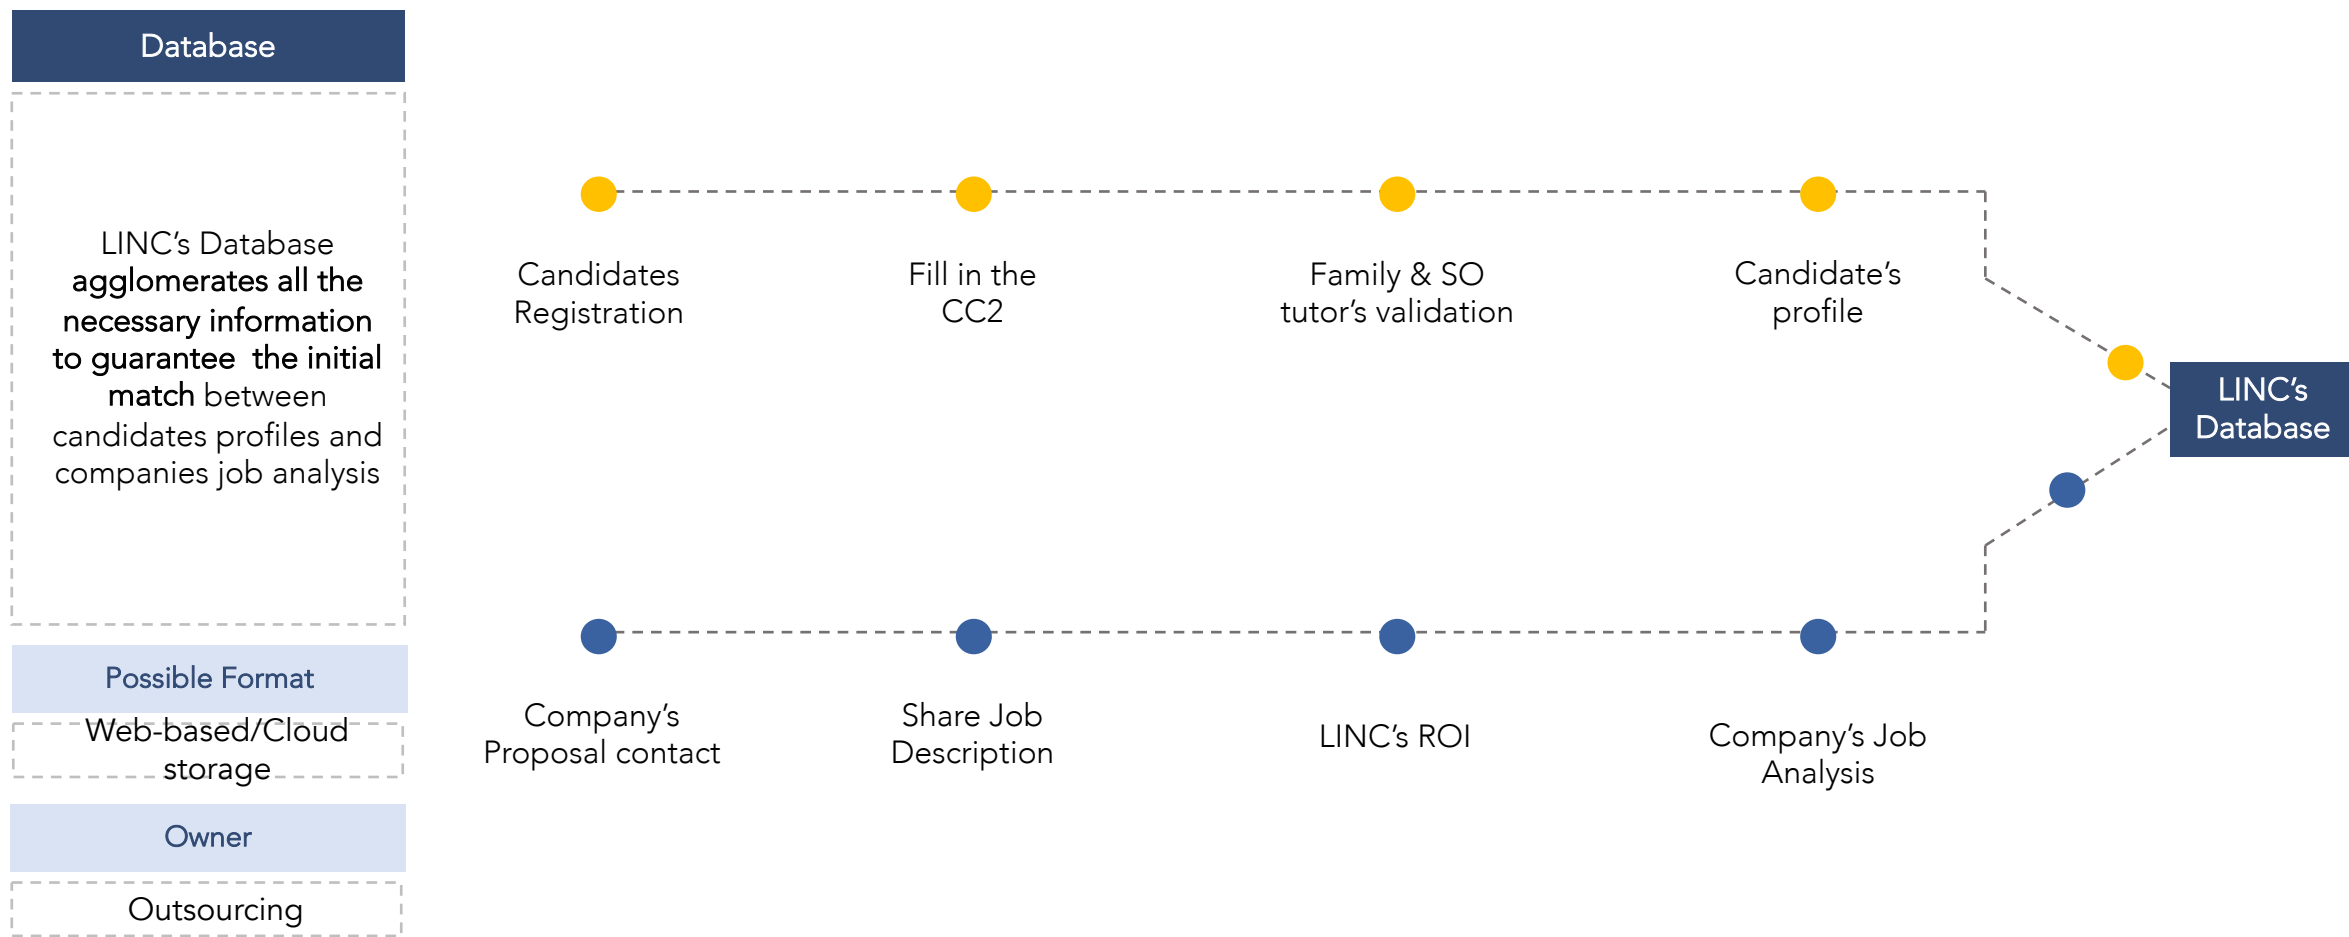 Database
LINC’s Database
agglomerates all the
necessary information
to guarantee  the initial
match between
candidates profiles and
companies job analysis
Possible Format
Web-based/Cloud
storage
Owner
Outsourcing
Candidates
Registration
Fill in the
CC2
Family & SO
tutor’s validation
Candidate’s
profile
LINC’s
Database
Company’s
Proposal contact
Share Job
Description
LINC’s ROI
Company’s Job
Analysis